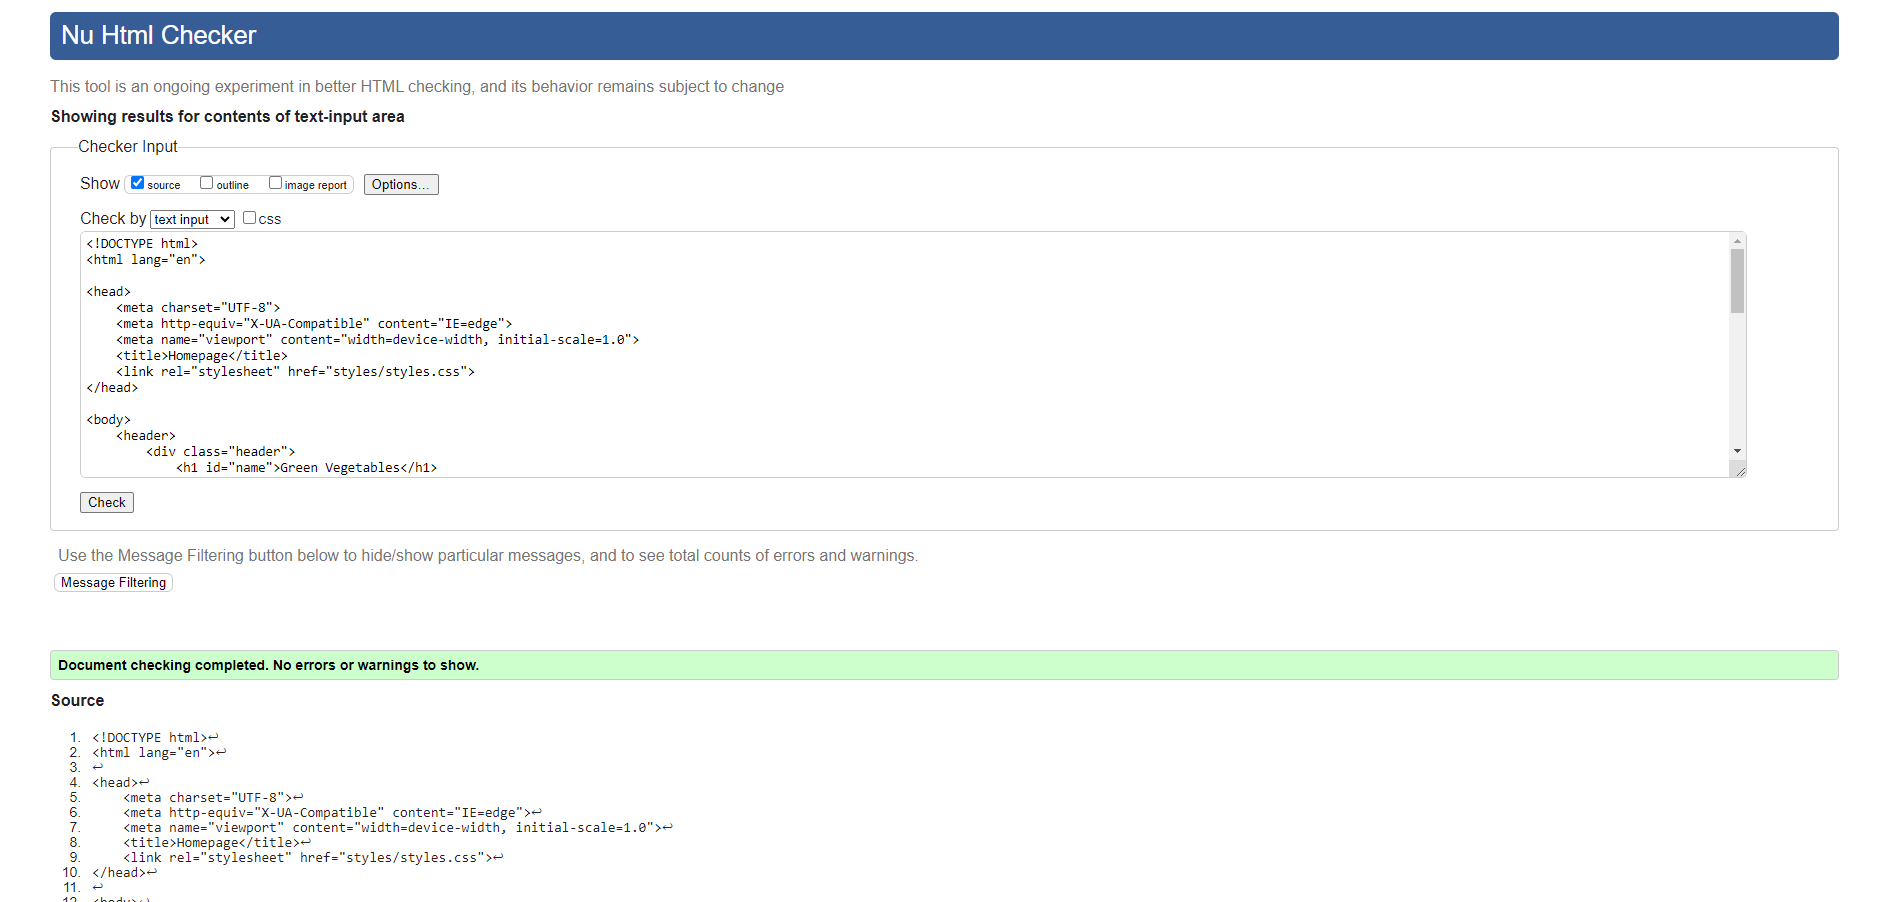 Nu Html Checker
This tool is an ongoing experiment in better HTML checking, and its behavior remains subject to change
Showing results for contents of text-input area
Checker Input
Show source outline image report Options...
Check by text input css
<!DOCTYPE html>
<html lang="en">
<head>
    <meta charset="UTF-8">
    <meta http-equiv="X-UA-Compatible" content="IE=edge">
    <meta name="viewport" content="width=device-width, initial-scale=1.0">
    <title>Homepage</title>
    <link rel="stylesheet" href="styles/styles.css">
</head>
<body>
    <header>
        <div class="header">
            <h1 id="name">Green Vegetables</h1>
Check
Use the Message Filtering button below to hide/show particular messages, and to see total counts of errors and warnings.
Message Filtering
Document checking completed. No errors or warnings to show.
Source
1. <!DOCTYPE html>↩
2. <html lang="en">↩
3. ↩
4. <head>↩
5.     <meta charset="UTF-8">↩
6.     <meta http-equiv="X-UA-Compatible" content="IE=edge">↩
7.     <meta name="viewport" content="width=device-width, initial-scale=1.0">↩
8.     <title>Homepage</title>↩
9.     <link rel="stylesheet" href="styles/styles.css">↩
10. </head>↩
11. ↩
12. <body>↩